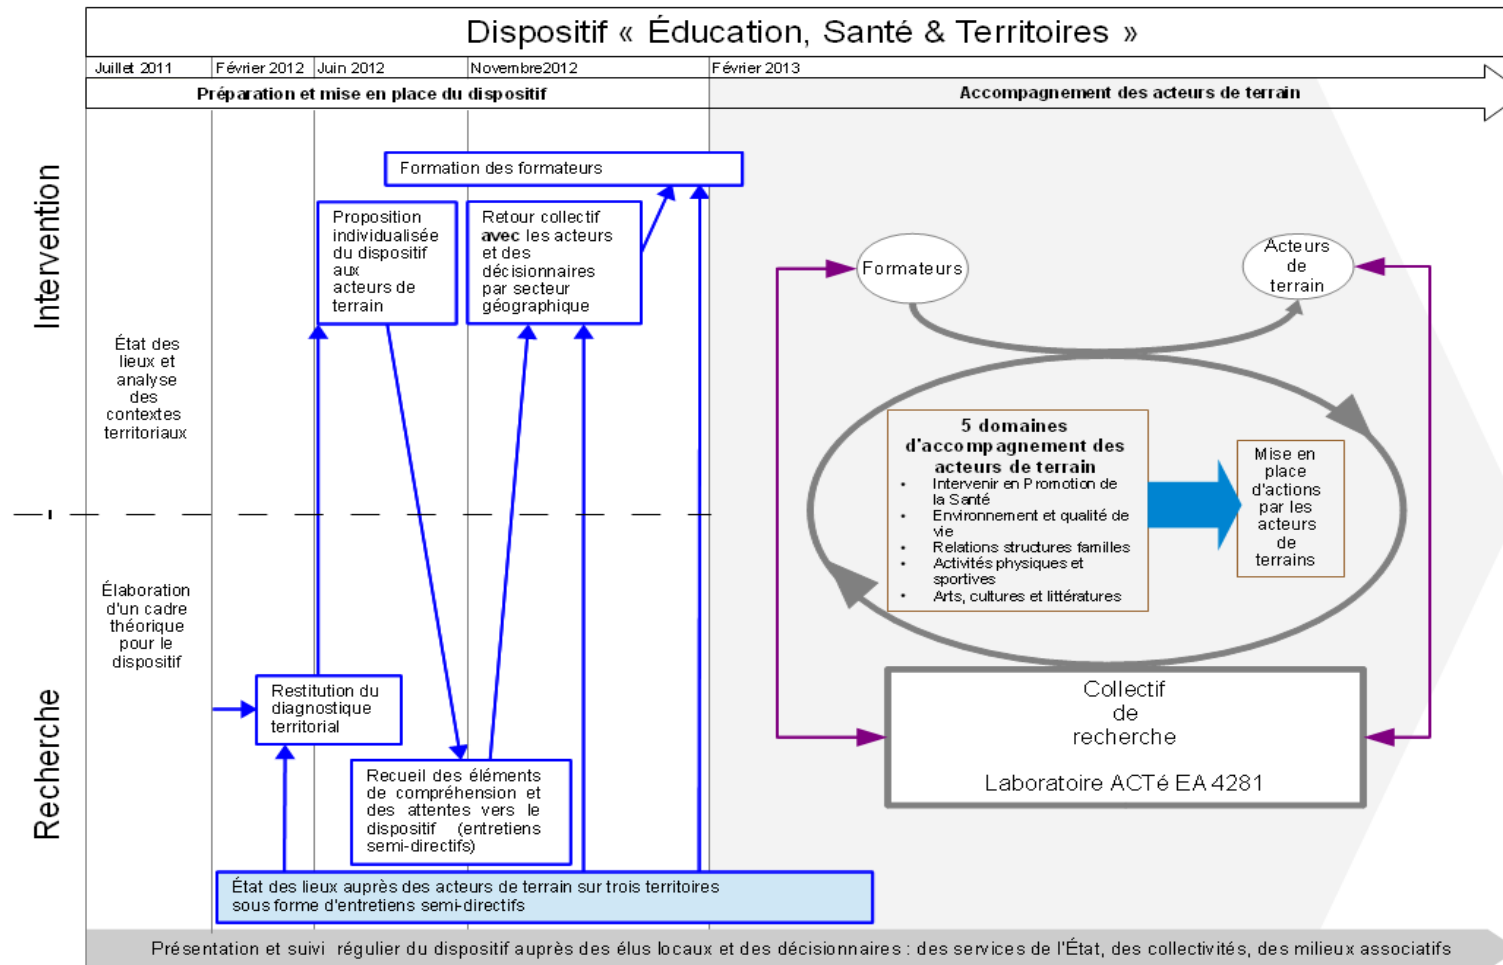 Dispositif « Éducation, Santé & Territoires »
Juillet 2011
Février 2012
Juin 2012
Novembre2012
Février 2013
Préparation et mise en place du dispositif
Accompagnement des acteurs de terrain
Intervention
Recherche
État des
lieux et
analyse
des
contextes
territoriaux
Élaboration
d'un cadre
théorique
pour le
dispositif
Formation des formateurs
Proposition
individualisée
du dispositif
aux
acteurs de
terrain
Retour collectif
avec les acteurs
et des
décisionnaires
par secteur
géographique
Restitution du
diagnostique
territorial
Recueil des éléments
de compréhension et
des attentes vers le
dispositif (entretiens
semi-directifs)
État des lieux auprès des acteurs de terrain sur trois territoires
sous forme d'entretiens semi-directifs
Formateurs
Acteurs
de
terrain
5 domaines
d'accompagnement des
acteurs de terrain
• Intervenir en Promotion de
la Santé
• Environnement et qualité de
vie
• Relations structures familles
• Activités physiques et
sportives
• Arts, cultures et littératures
Mise en
place
d'actions
par les
acteurs
de
terrains
Collectif
de
recherche
Laboratoire ACTé EA 4281
Présentation et suivi régulier du dispositif auprès des élus locaux et des décisionnaires : des services de l'État, des collectivités, des milieux associatifs